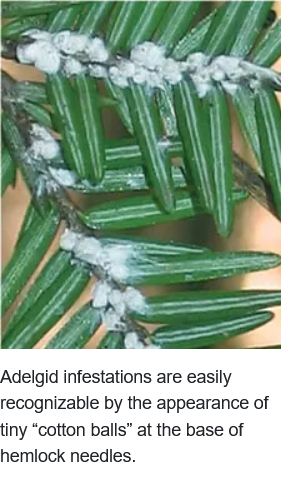 Adelgid infestations are easily
recognizable by the appearance of
tiny “cotton balls” at the base of
hemlock needles.